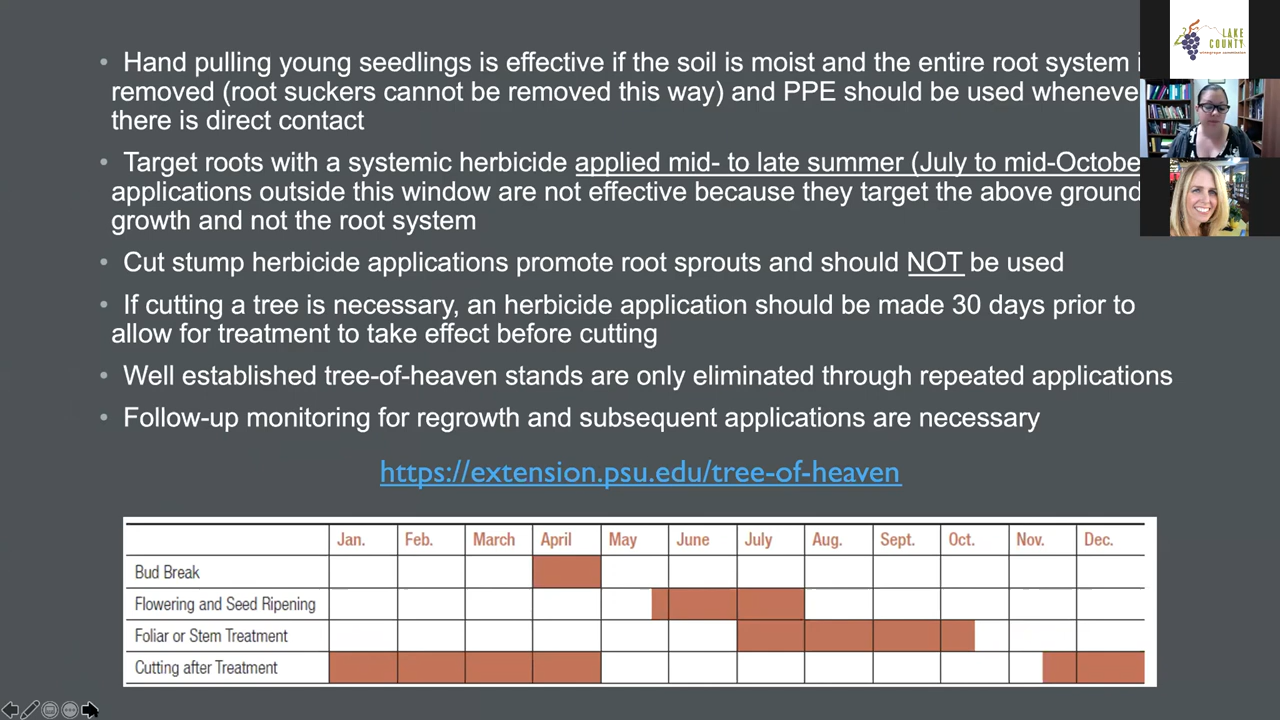 • Hand pulling young seedlings is effective if the soil is moist and the entire root system
removed (root suckers cannot be removed this way) and PPE should be used wheneve
there is direct contact
• Target roots with a systemic herbicide applied mid- to late summer (July to mid-Octobe
applications outside this window are not effective because they target the above ground
growth and not the root system
• Cut stump herbicide applications promote root sprouts and should NOT be used
• If cutting a tree is necessary, an herbicide application should be made 30 days prior to
allow for treatment to take effect before cutting
• Well established tree-of-heaven stands are only eliminated through repeated applications
• Follow-up monitoring for regrowth and subsequent applications are necessary
https://extension.psu.edu/tree-of-heaven
Jan. Feb. March April May June July Aug. Sept. Oct. Nov. Dec.
Bud Break
Flowering and Seed Ripening
Foliar or Stem Treatment
Cutting after Treatment
LAKE
COUNTY